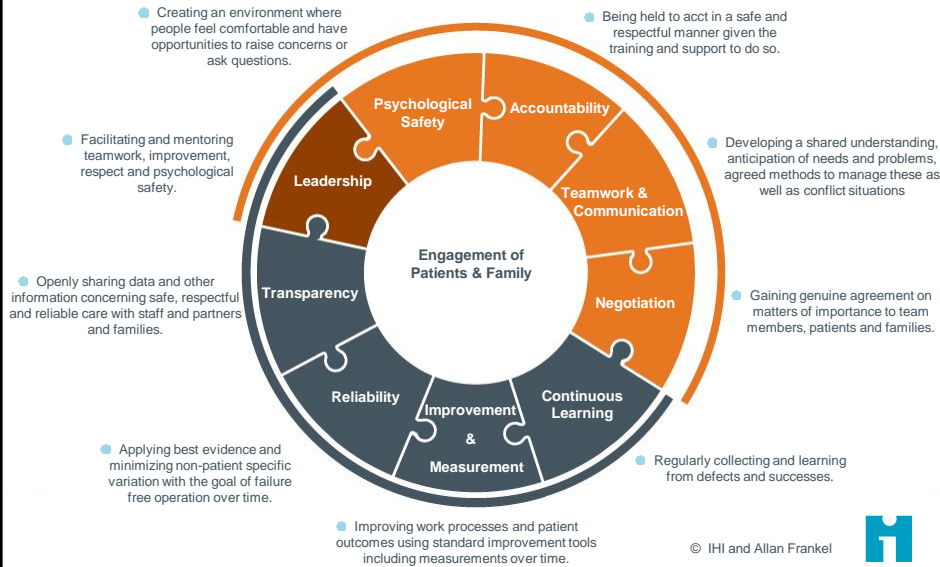 Creating an environment where
people feel comfortable and have
opportunities to raise concerns or
ask questions.
Being held to acct in a safe and
respectful manner given the
training and support to do so.
Facilitating and mentoring
teamwork, improvement,
respect and psychological
safety.
Developing a shared understanding,
anticipation of needs and problems,
agreed methods to manage these as
well as conflict situations
Openly sharing data and other
information concerning safe, respectful
and reliable care with staff and partners
and families.
Gaining genuine agreement on
matters of importance to team
members, patients and families.
Applying best evidence and
minimizing non-patient specific
variation with the goal of failure
free operation over time.
Regularly collecting and learning
from defects and successes.
Improving work processes and patient
outcomes using standard improvement tools
including measurements over time.
Psychological
Safety
Accountability
Leadership
Teamwork &
Communication
Engagement of
Patients & Family
Transparency
Negotiation
Reliability
Improvement
&
Measurement
Continuous
Learning
© IHI and Allan Frankel